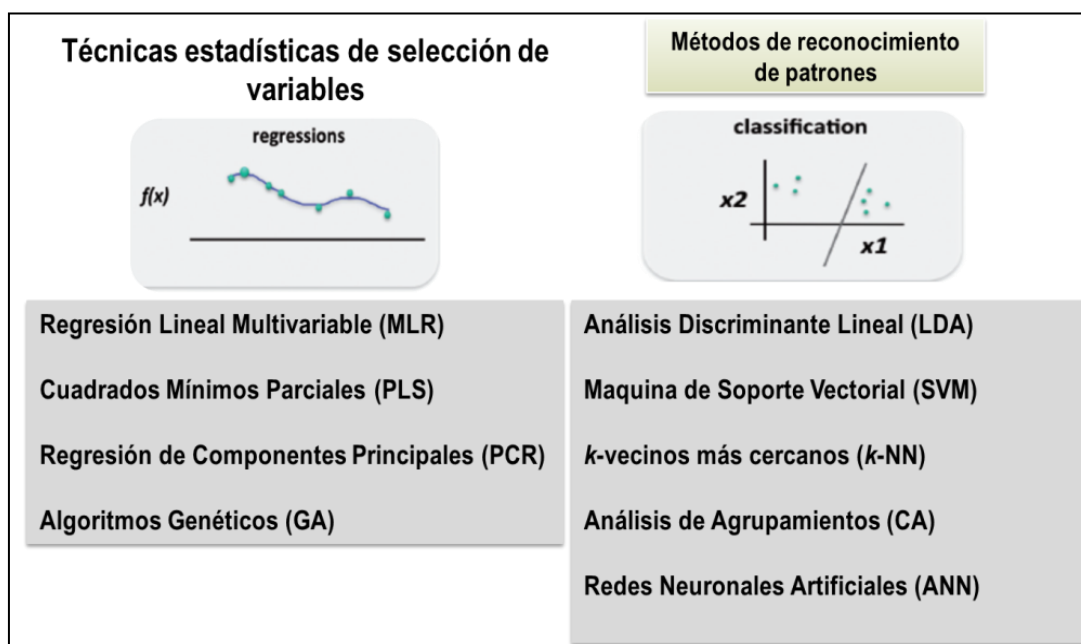 Técnicas estadísticas de selección de
variables
regressions
f(x)
Regresión Lineal Multivariable (MLR)
Cuadrados Mínimos Parciales (PLS)
Regresión de Componentes Principales (PCR)
Algoritmos Genéticos (GA)
Métodos de reconocimiento
de patrones
classification
x2
x1
Análisis Discriminante Lineal (LDA)
Maquina de Soporte Vectorial (SVM)
k-vecinos más cercanos (k-NN)
Análisis de Agrupamientos (CA)
Redes Neuronales Artificiales (ANN)